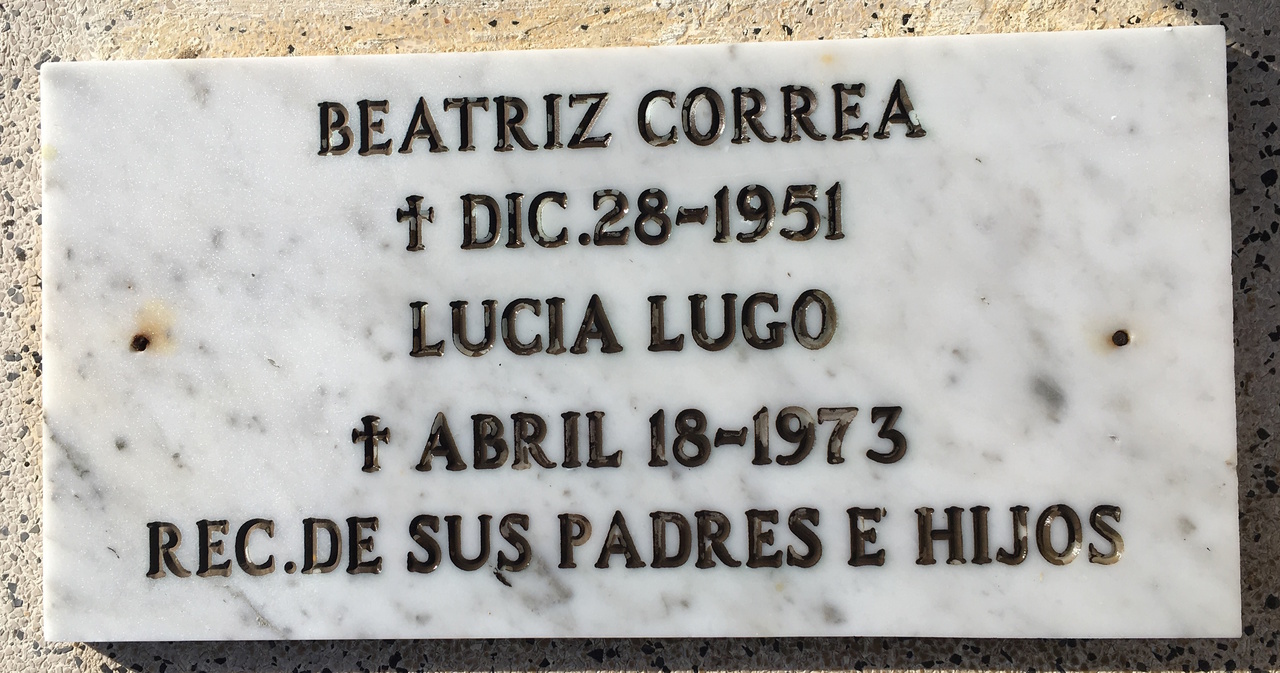 BEATRIZ CORREA
† DIC.28-1951
LUCIA LUGO
† ABRIL 18-1973
REC.DE SUS PADRES E HIJOS